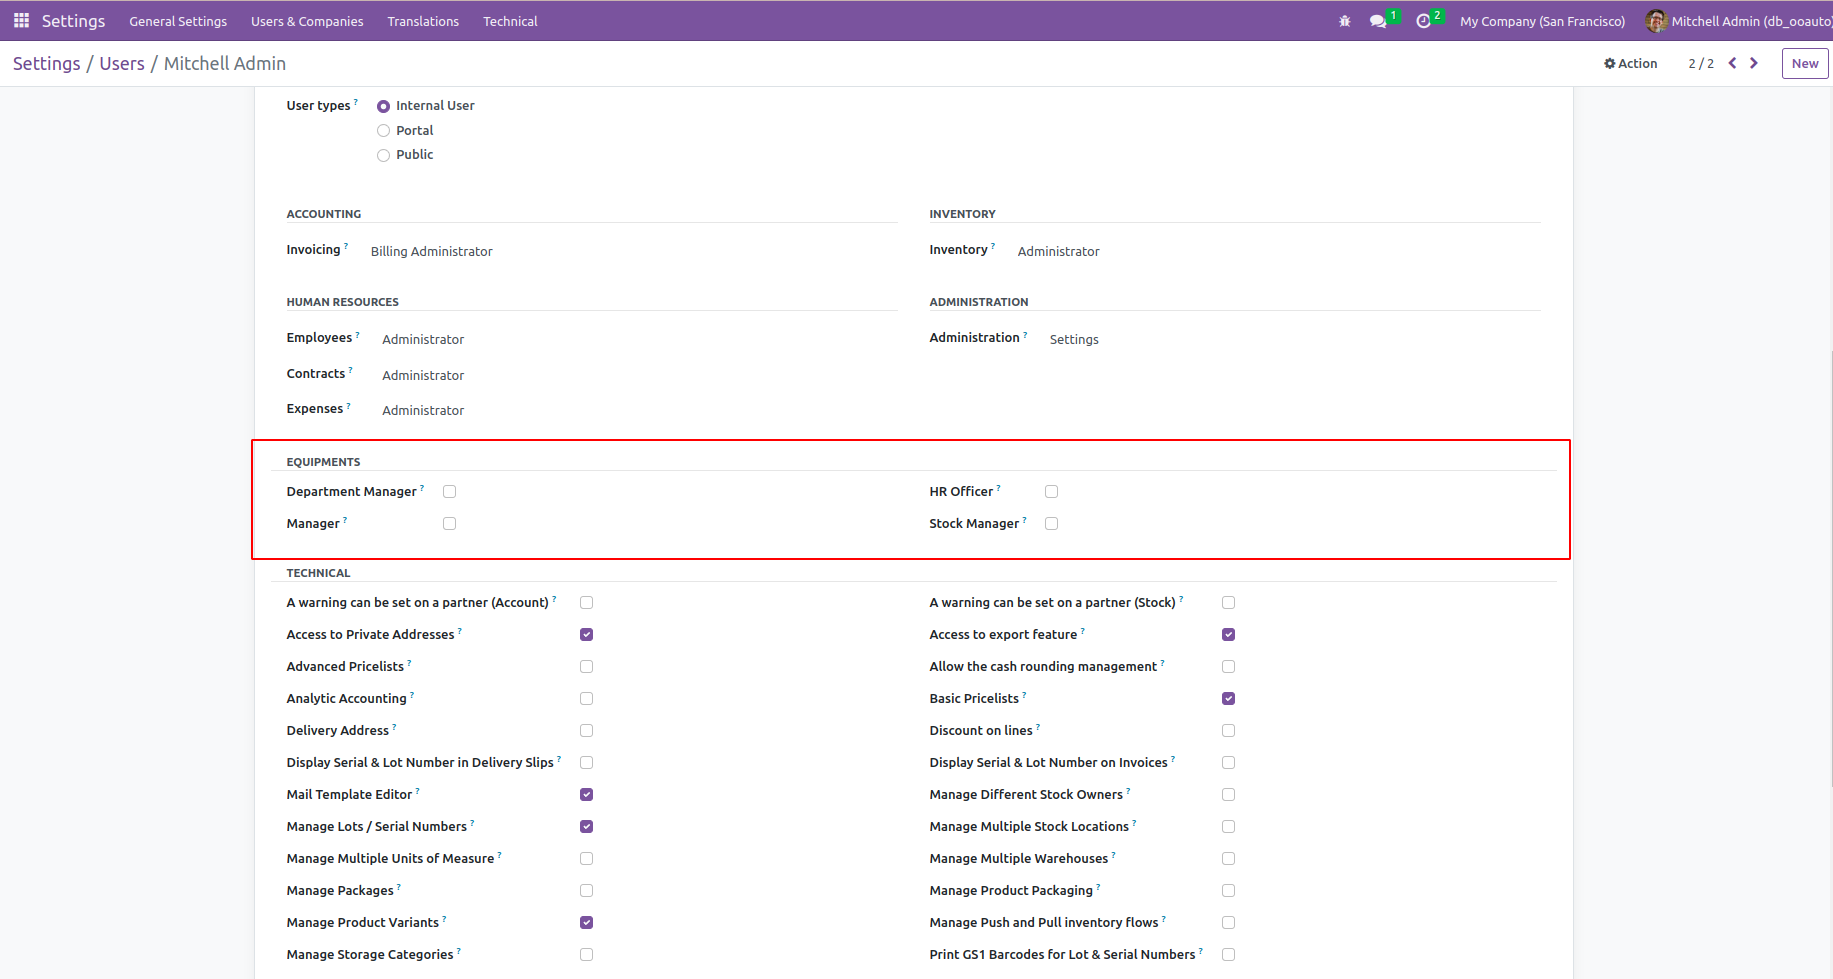 Settings General Settings Users & Companies Translations Technical 1 2 My Company (San Francisco) Mitchell Admin (db_ooauto)
Settings / Users / Mitchell Admin Action 2 / 2 New
User types ? Internal User
Portal
Public
ACCOUNTING INVENTORY
Invoicing ? Billing Administrator Inventory ? Administrator
HUMAN RESOURCES ADMINISTRATION
Employees ? Administrator Administration ? Settings
Contracts ? Administrator
Expenses ? Administrator
EQUIPMENTS
Department Manager ? HR Officer ?
Manager ? Stock Manager ?
TECHNICAL
A warning can be set on a partner (Account) ? A warning can be set on a partner (Stock) ?
Access to Private Addresses ? Access to export feature ?
Advanced Pricelists ? Allow the cash rounding management ?
Analytic Accounting ? Basic Pricelists ?
Delivery Address ? Discount on lines ?
Display Serial & Lot Number in Delivery Slips ? Display Serial & Lot Number on Invoices ?
Mail Template Editor ? Manage Different Stock Owners ?
Manage Lots / Serial Numbers ? Manage Multiple Stock Locations ?
Manage Multiple Units of Measure ? Manage Multiple Warehouses ?
Manage Packages ? Manage Product Packaging ?
Manage Product Variants ? Manage Push and Pull inventory flows ?
Manage Storage Categories ? Print GS1 Barcodes for Lot & Serial Numbers ?